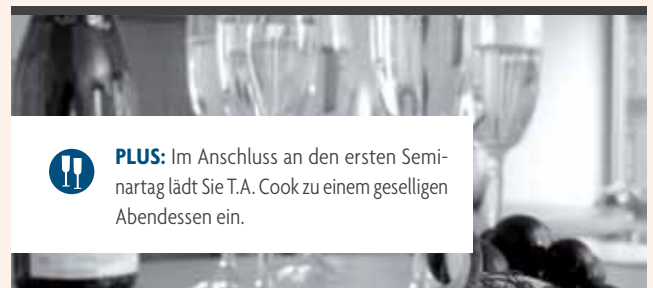 PLUS: Im Anschluss an den ersten Semi-
nartag lädt Sie T.A. Cook zu einem geselligen
Abendessen ein.